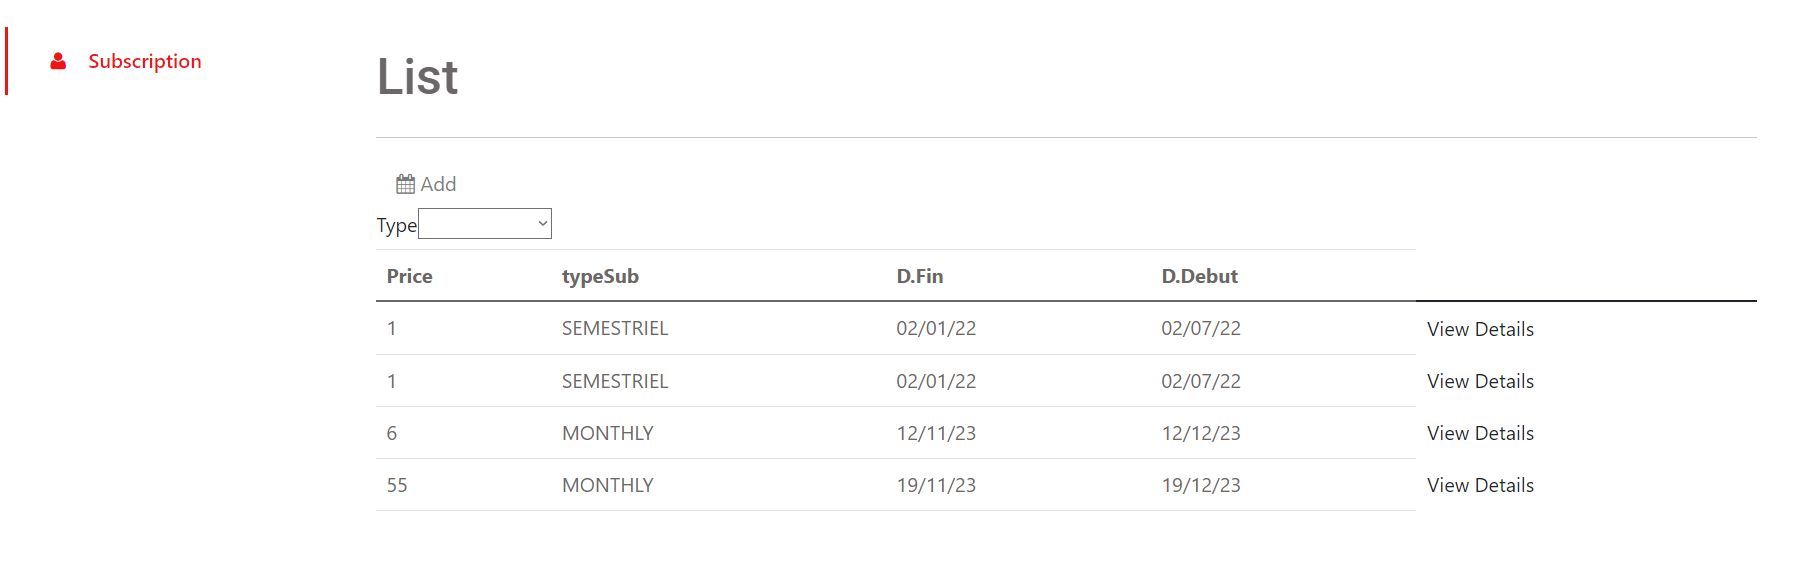 Subscription
List
Add
Type
Price typeSub D.Fin D.Debut
1 SEMESTRIEL 02/01/22 02/07/22 View Details
1 SEMESTRIEL 02/01/22 02/07/22 View Details
6 MONTHLY 12/11/23 12/12/23 View Details
55 MONTHLY 19/11/23 19/12/23 View Details